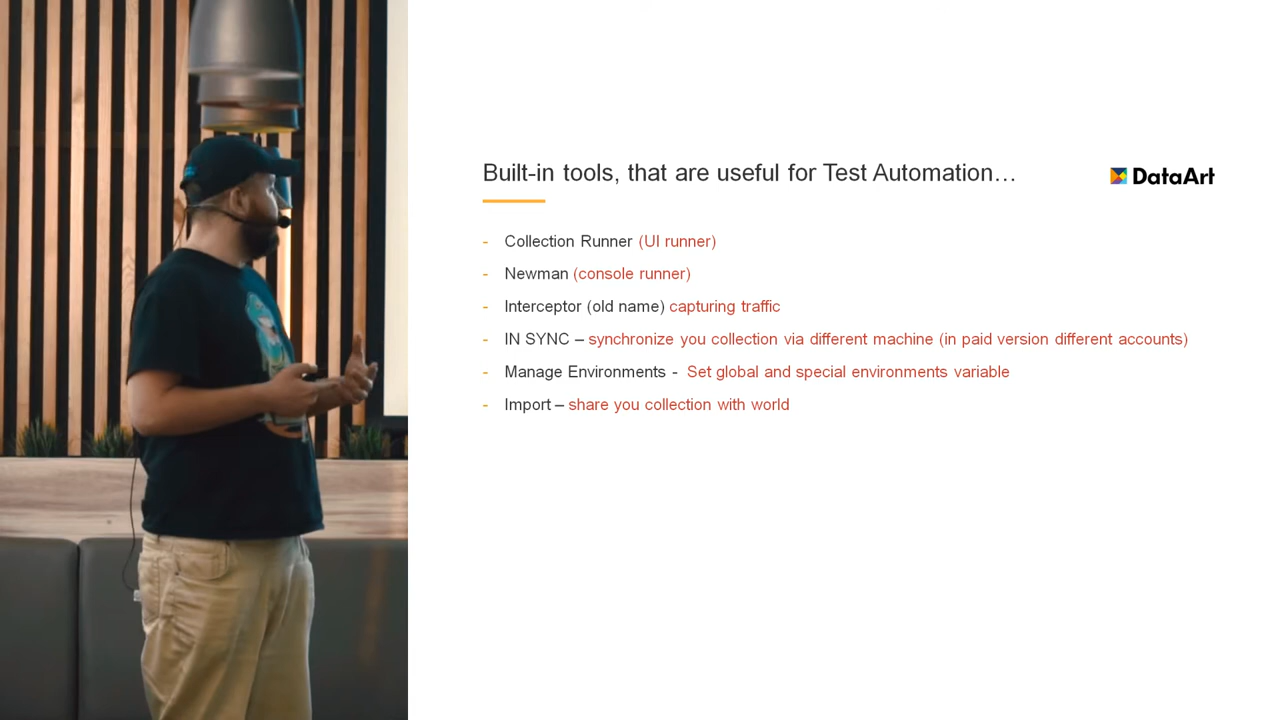 Built-in tools, that are useful for Test Automation…
DataArt
- Collection Runner (UI runner)
- Newman (console runner)
- Interceptor (old name) capturing traffic
- IN SYNC – synchronize you collection via different machine (in paid version different accounts)
- Manage Environments - Set global and special environments variable
- Import – share you collection with world